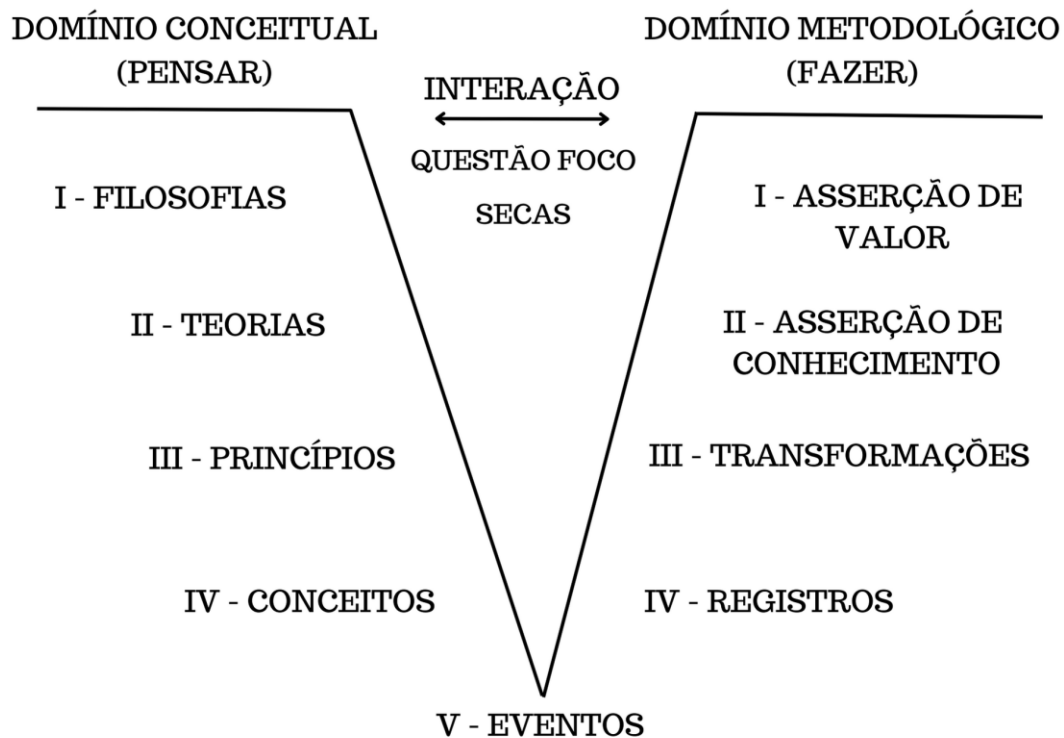 DOMÍNIO CONCEITUAL
(PENSAR)
DOMÍNIO METODOLÓGICO
(FAZER)
INTERAÇÃO
QUESTÃO FOCO
SECAS
I - FILOSOFIAS
II - TEORIAS
III - PRINCÍPIOS
IV - CONCEITOS
I - ASSERÇÃO DE
VALOR
II - ASSERÇÃO DE
CONHECIMENTO
III - TRANSFORMAÇÕES
IV - REGISTROS
V - EVENTOS